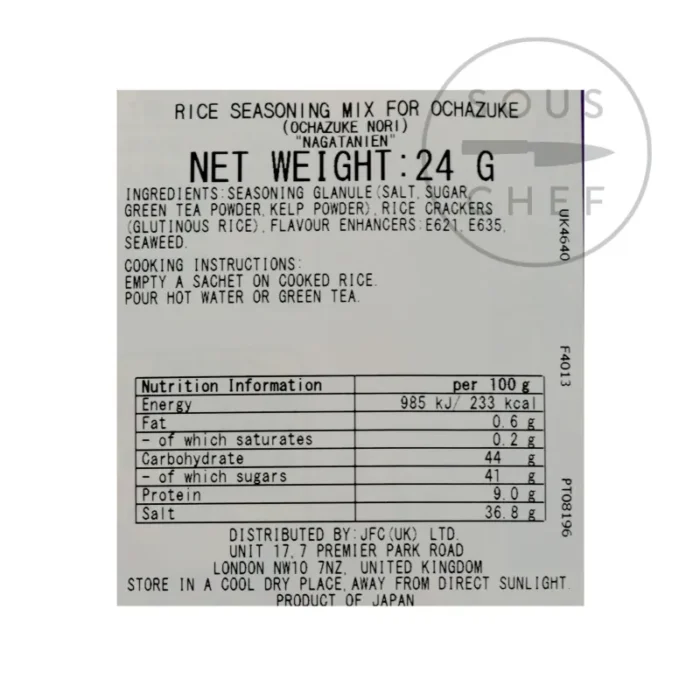 SOUS
CHEF
RICE SEASONING MIX FOR OCHAZUKE
(OCHAZUKE NORI)
"NAGATANIEN"
NET WEIGHT:24 G
INGREDIENTS:SEASONING GLANULE(SALT, SUGAR,
GREEN TEA POWDER, KELP POWDER), RICE CRACKERS
(GLUTINOUS RICE), FLAVOUR ENHANCERS:E621, E635,
SEAWEED.
COOKING INSTRUCTIONS:
EMPTY A SACHET ON COOKED RICE.
POUR HOT WATER OR GREEN TEA.
Nutrition Information per 100 g
Energy 985 kJ/ 233 kcal
Fat 0.6 g
- of which saturates 0.2 g
Carbohydrate 44 g
- of which sugars 41 g
Protein 9.0 g
Salt 36.8 g
DISTRIBUTED BY:JFC(UK) LTD.
UNIT 17,7 PREMIER PARK ROAD
LONDON NW10 7NZ, UNITED KINGDOM
STORE IN A COOL DRY PLACE,AWAY FROM DIRECT SUNLIGHT.
PRODUCT OF JAPAN
UK4640
F4013
PT08196